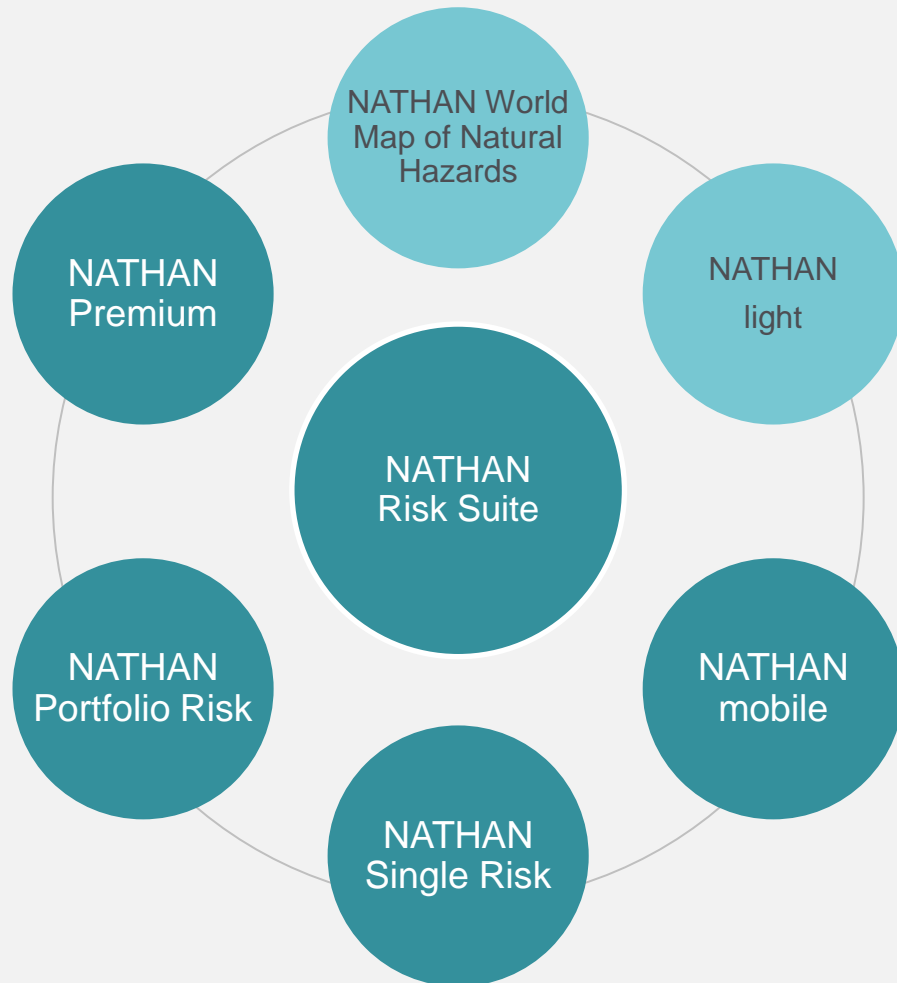 NATHAN World
Map of Natural
Hazards
NATHAN
light
NATHAN
Premium
NATHAN
Risk Suite
NATHAN
Portfolio Risk
NATHAN
mobile
NATHAN
Single Risk